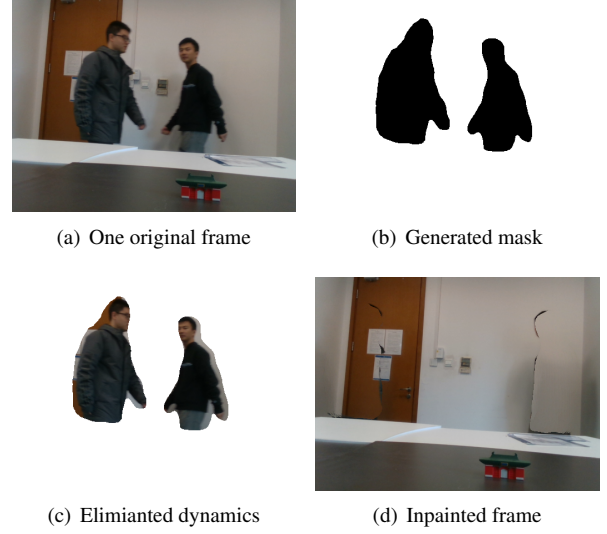 (a) One original frame
(b) Generated mask
(c) Elimianted dynamics
(d) Inpainted frame